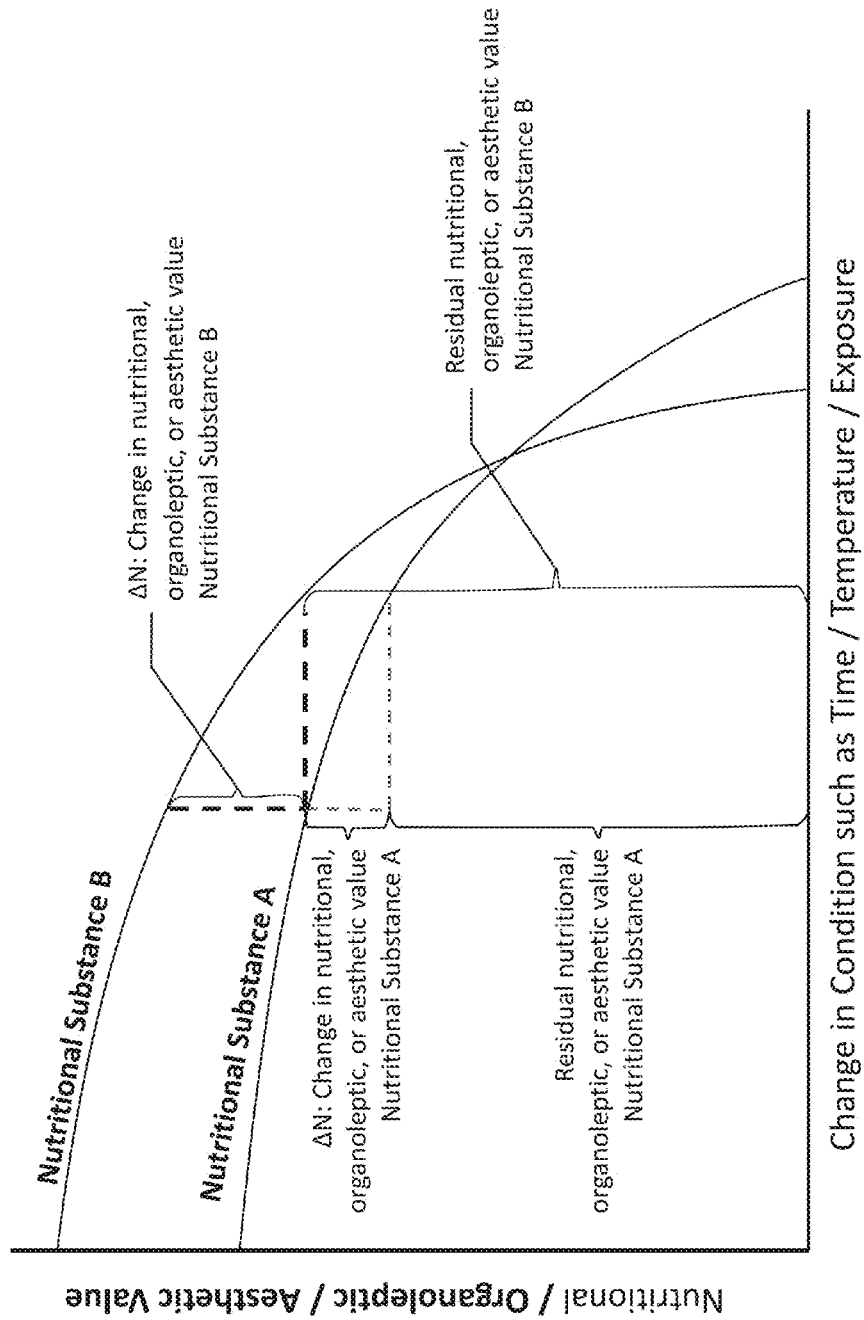 Nutritional / Organoleptic / Aesthetic Value
Nutritional Substance B
Nutritional Substance A
ΔN: Change in nutritional,
organoleptic, or aesthetic value
Nutritional Substance B
ΔN: Change in nutritional,
organoleptic, or aesthetic value
Nutritional Substance A
Residual nutritional,
organoleptic, or aesthetic value
Nutritional Substance A
Residual nutritional,
organoleptic, or aesthetic value
Nutritional Substance B
Change in Condition such as Time / Temperature / Exposure